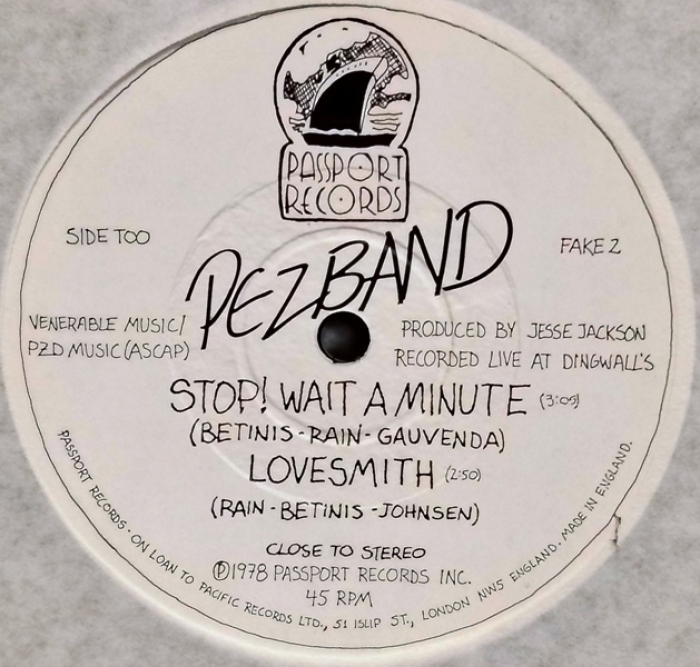 PASSPORT
RECORDS
SIDE TOO
FAKE 2
PEZBAND
VENERABLE MUSIC/
PZD MUSIC (ASCAP)
PRODUCED BY JESSE JACKSON
RECORDED LIVE AT DINGWALL'S
STOP! WAIT A MINUTE (3:05)
(BETINIS-RAIN-GAUVENDA)
LOVESMITH (2:50)
(RAIN-BETINIS-JOHNSEN)
CLOSE TO STEREO
Ⓟ1978 PASSPORT RECORDS INC.
45 RPM
PASSPORT RECORDS · ON LOAN TO PACIFIC RECORDS LTD., 51 ISLIP ST., LONDON NW5 ENGLAND. MADE IN ENGLAND.